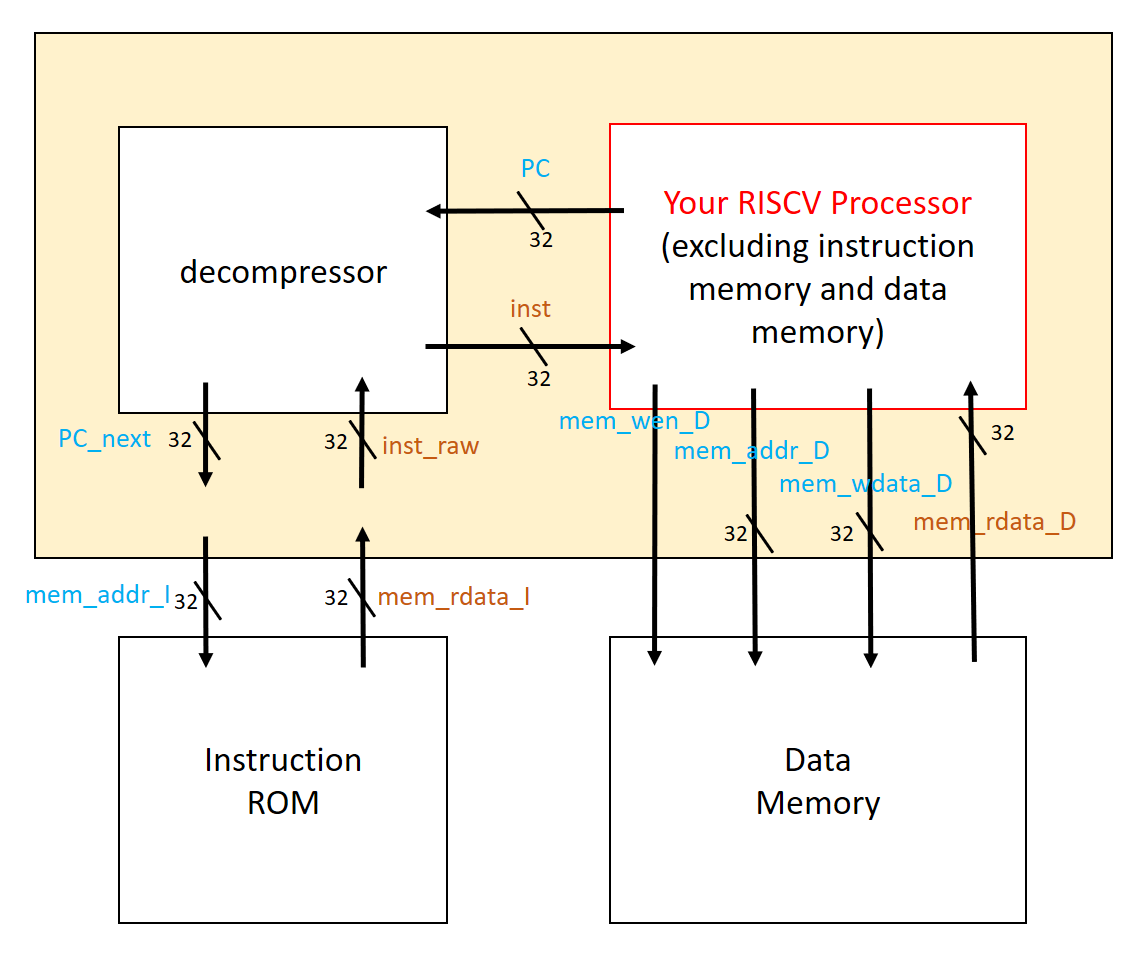 PC
32
decompressor
Your RISCV Processor
(excluding instruction
memory and data
memory)
inst
32
PC_next
32
32
inst_raw
mem_wen_D
mem_addr_D
mem_wdata_D
mem_rdata_D
32
32
32
mem_addr_I
32
32
mem_rdata_I
Instruction
ROM
Data
Memory